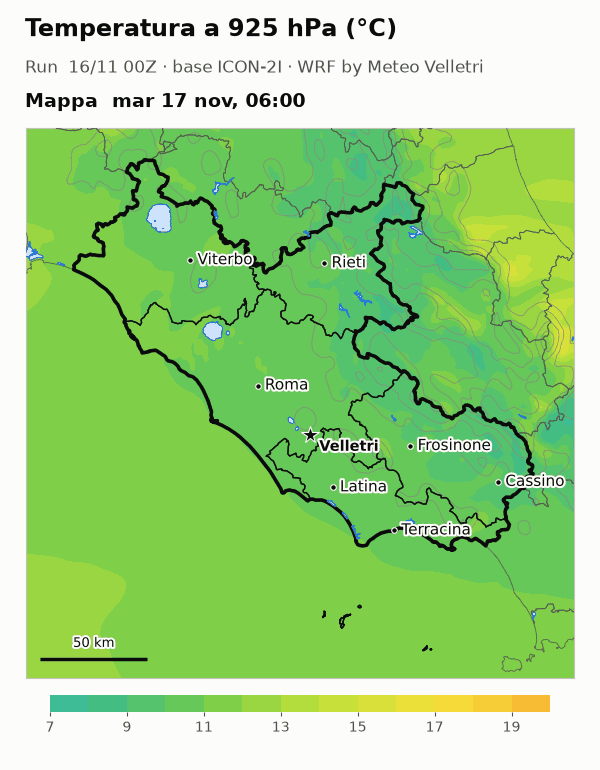 Temperatura a 925 hPa (°C)
Run  16/11 00Z · base ICON-2I · WRF by Meteo Velletri
Mappa  mar 17 nov, 06:00
Viterbo
Rieti
Roma
Velletri
Frosinone
Latina
Cassino
Terracina
50 km
7 9 11 13 15 17 19